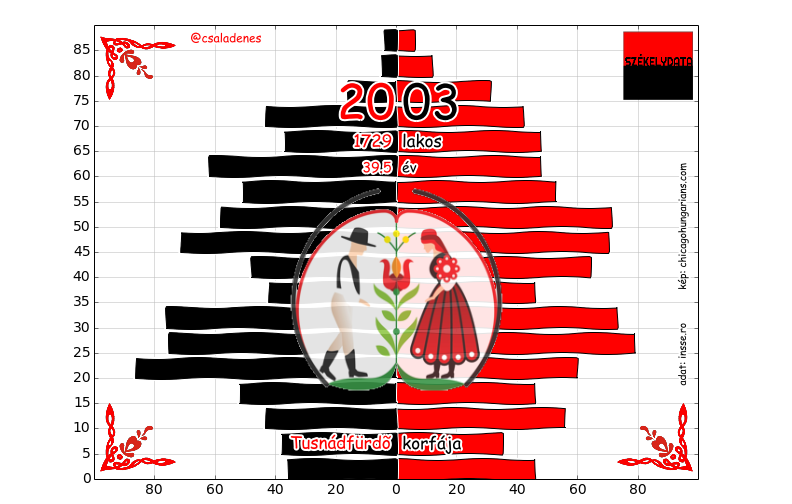 @csaladenes
SZÉKELYDATA
2003
1729 lakos
39.5 év
kép: chicagohungarians.com
adat: insse.ro
Tusnádfürdő korfája
85
80
75
70
65
60
55
50
45
40
35
30
25
20
15
10
5
0
80 60 40 20 0 20 40 60 80